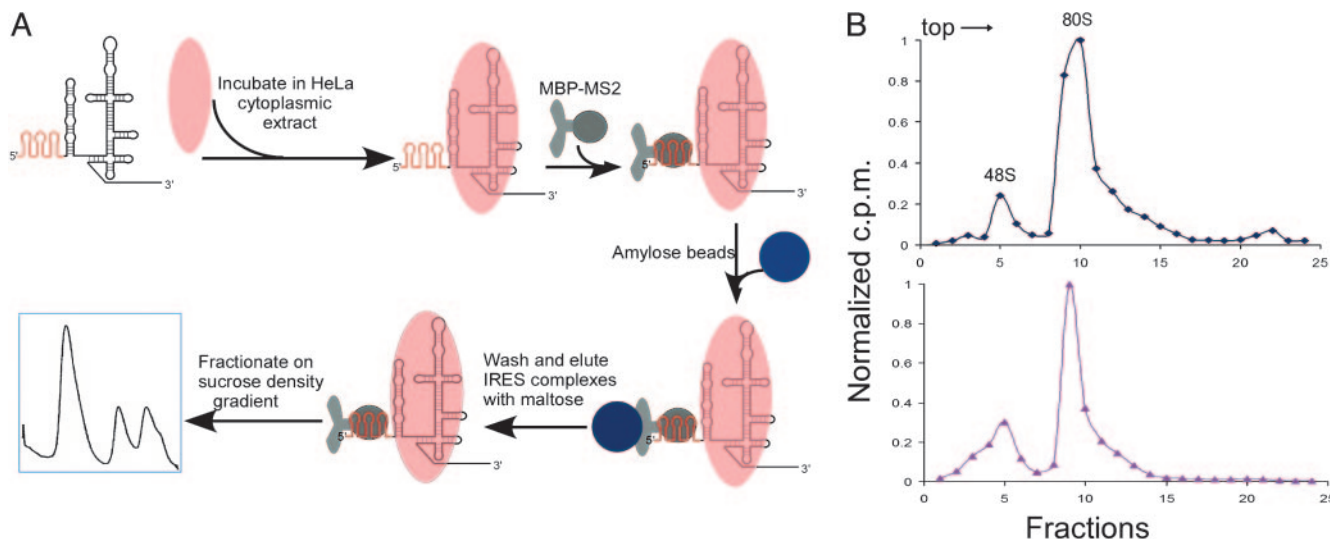 A
Incubate in HeLa
cytoplasmic
extract
5'
3'
5'
3'
MBP-MS2
5'
3'
Amylose beads
5'
3'
Wash and elute
IRES complexes
with maltose
5'
3'
Fractionate on
sucrose density
gradient
B
top
48S
80S
1
0.8
0.6
0.4
0.2
0
0 5 10 15 20 25
1
0.8
0.6
0.4
0.2
0
0 5 10 15 20 25
Normalized c.p.m.
Fractions